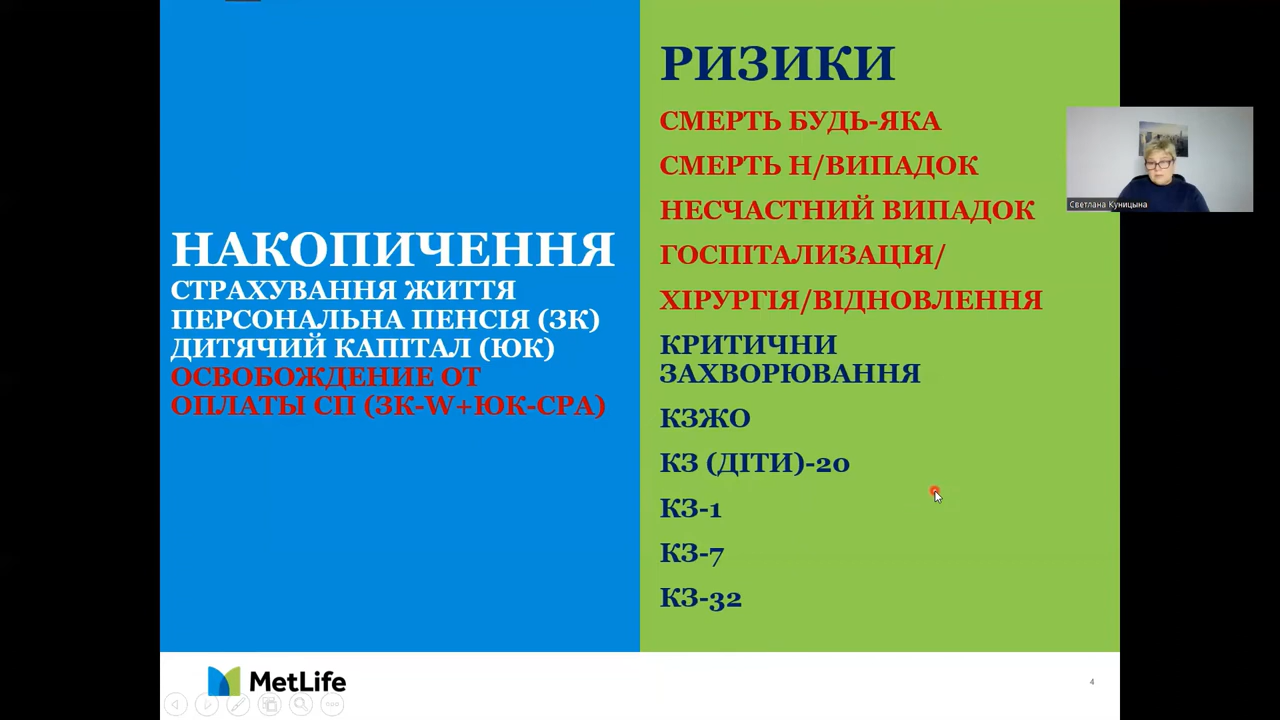 НАКОПИЧЕННЯ
СТРАХУВАННЯ ЖИТТЯ
ПЕРСОНАЛЬНА ПЕНСІЯ (ЗК)
ДИТЯЧИЙ КАПІТАЛ (ЮК)
ОСВОБОЖДЕНИЕ ОТ
ОПЛАТЫ СП (ЗК-W+ЮК-СРА)
РИЗИКИ
СМЕРТЬ БУДЬ-ЯКА
СМЕРТЬ Н/ВИПАДОК
НЕСЧАСТНИЙ ВИПАДОК
ГОСПІТАЛИЗАЦІЯ/
ХІРУРГІЯ/ВІДНОВЛЕННЯ
КРИТИЧНИ
ЗАХВОРЮВАННЯ
КЗЖО
КЗ (ДІТИ)-20
КЗ-1
КЗ-7
КЗ-32
Светлана Куницына
MetLife
4